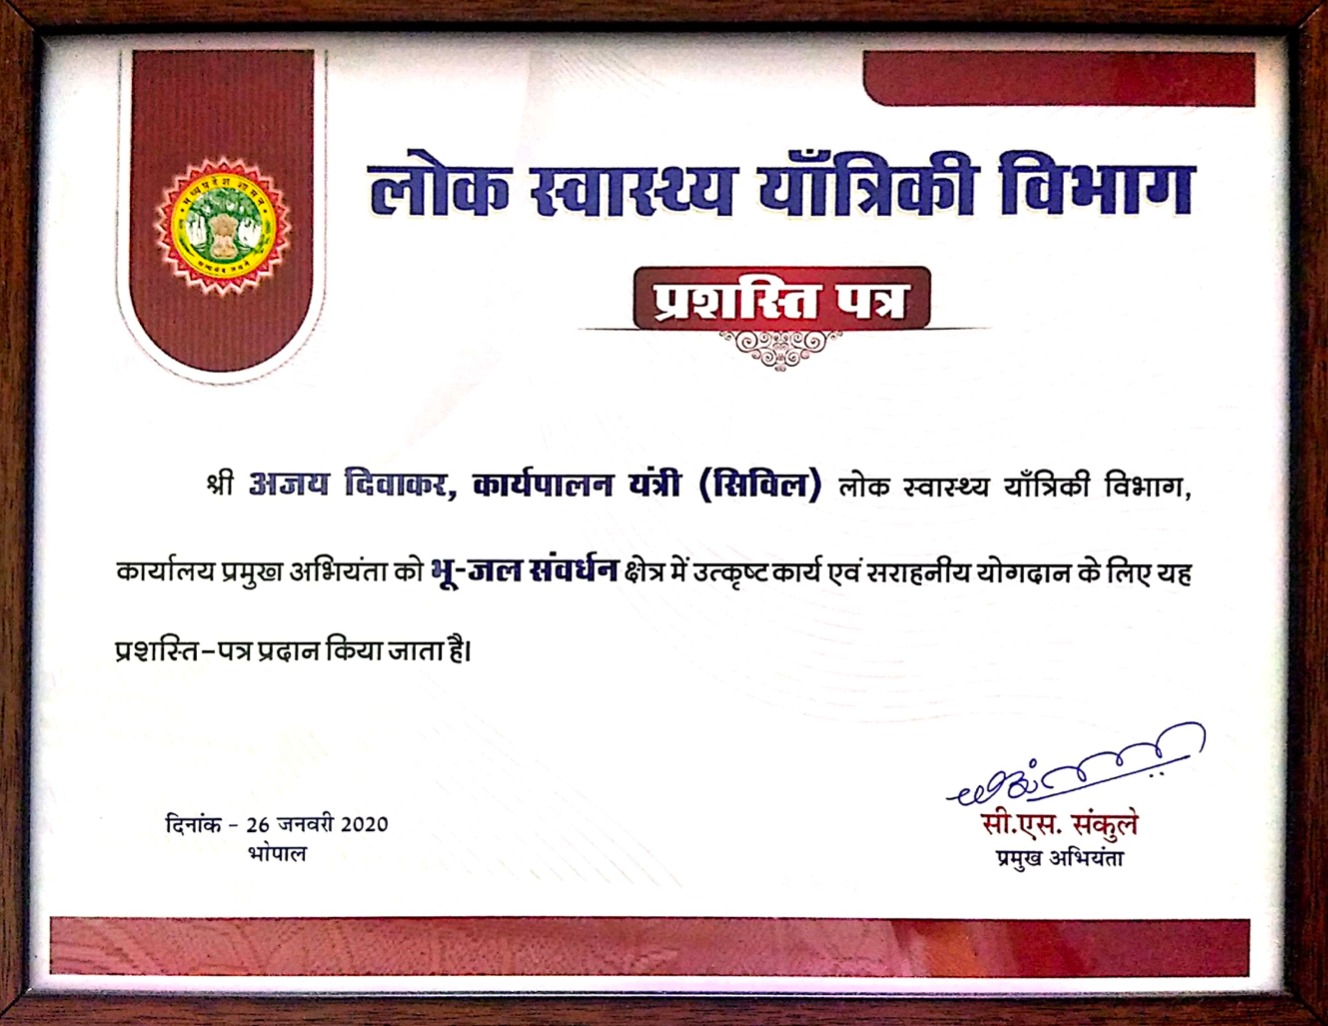 लोक स्वास्थ्य याँत्रिकी विभाग
मध्यप्रदेश शासन
सत्यमेव जयते
प्रशस्ति पत्र
श्री अजय दिवाकर, कार्यपालन यंत्री (सिविल) लोक स्वास्थ्य याँत्रिकी विभाग,
कार्यालय प्रमुख अभियंता को भू-जल संवर्धन क्षेत्र में उत्कृष्ट कार्य एवं सराहनीय योगदान के लिए यह
प्रशस्ति-पत्र प्रदान किया जाता है।
दिनांक - 26 जनवरी 2020
भोपाल
सी.एस. संकुले
प्रमुख अभियंता